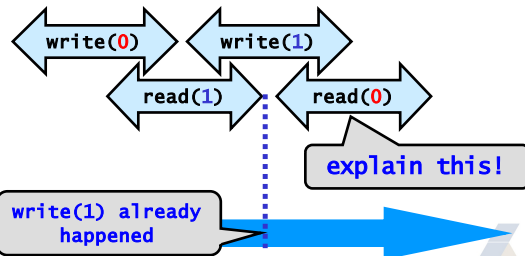 write(0) write(1)
read(1) read(0)
explain this!
write(1) already
happened